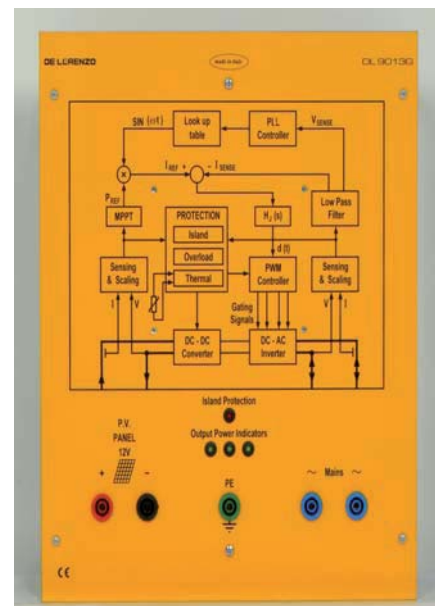 DE LORENZO MADE IN ITALY DL 9013G
SIN (ωt) Look up table PLL Controller VSENSE
IREF + - ISENSE
PREF
MPPT PROTECTION HJ (s) Low Pass Filter
Island
Overload
Thermal
d (t)
Sensing & Scaling PWM Controller Sensing & Scaling
I V V I
Gating Signals
DC - DC Converter DC - AC Inverter
Island Protection
Output Power Indicators
P.V. PANEL 12V
+ -
PE
~ Mains ~
CE